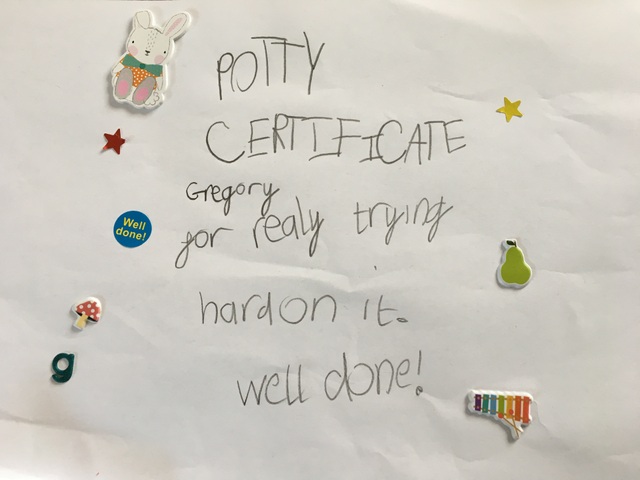 POTTY
CERTIFICATE
Gregory
for realy trying
hard on it.
well done!
Well
done!
g